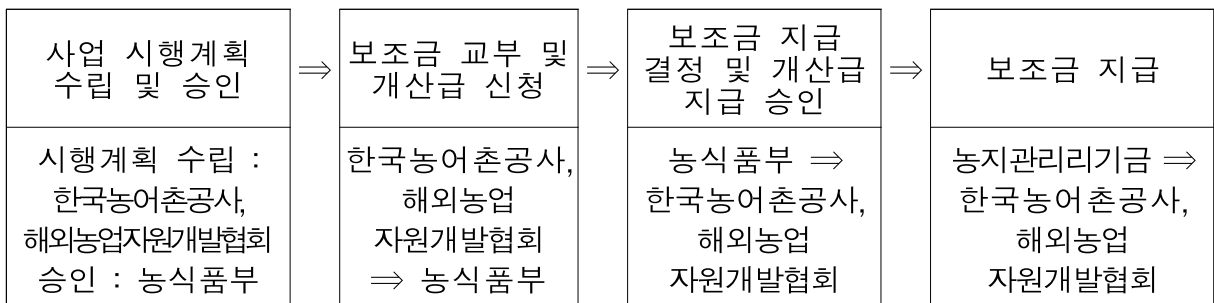 사업 시행계획
수립 및 승인
⇒
보조금 교부 및
개산급 신청
⇒
보조금 지급
결정 및 개산급
지급 승인
⇒
보조금 지급
시행계획 수립 :
한국농어촌공사,
해외농업자원개발협회
승인 : 농식품부
한국농어촌공사,
해외농업
자원개발협회
⇒ 농식품부
농식품부 ⇒
한국농어촌공사,
해외농업
자원개발협회
농지관리리기금 ⇒
한국농어촌공사,
해외농업
자원개발협회